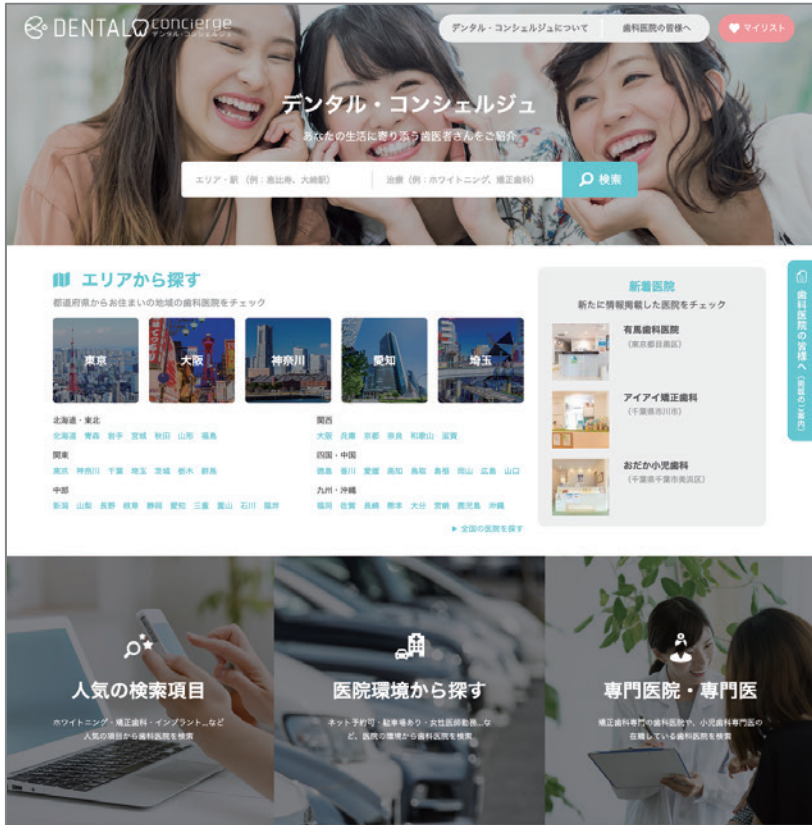 DENTAL concierge
デンタル・コンシェルジュ
デンタル・コンシェルジュについて
歯科医院の皆様へ
マイリスト
デンタル・コンシェルジュ
あなたの生活に寄り添う歯医者さんをご紹介
エリア・駅（例：恵比寿、大崎駅）
治療（例：ホワイトニング、矯正歯科）
検索
エリアから探す
都道府県からお住まいの地域の歯科医院をチェック
東京
大阪
神奈川
愛知
埼玉
北海道・東北
北海道 青森 岩手 宮城 秋田 山形 福島
関東
東京 神奈川 千葉 埼玉 茨城 栃木 群馬
中部
新潟 山梨 長野 岐阜 静岡 愛知 三重 富山 石川 福井
関西
大阪 兵庫 京都 奈良 和歌山 滋賀
四国・中国
徳島 香川 愛媛 高知 鳥取 島根 岡山 広島 山口
九州・沖縄
福岡 佐賀 長崎 熊本 大分 宮崎 鹿児島 沖縄
全国の医院を探す
新着医院
新たに情報掲載した医院をチェック
有馬歯科医院
（東京都目黒区）
アイアイ矯正歯科
（千葉県市川市）
おだか小児歯科
（千葉県千葉市美浜区）
歯科医院の皆様へ（掲載のご案内）
人気の検索項目
ホワイトニング・矯正歯科・インプラント...など
人気の項目から歯科医院を検索
医院環境から探す
ネット予約可・駐車場あり・女性医師勤務...な
ど、医院の環境から歯科医院を検索
専門医院・専門医
矯正歯科専門の歯科医院や、小児歯科専門医の
在籍している歯科医院を検索